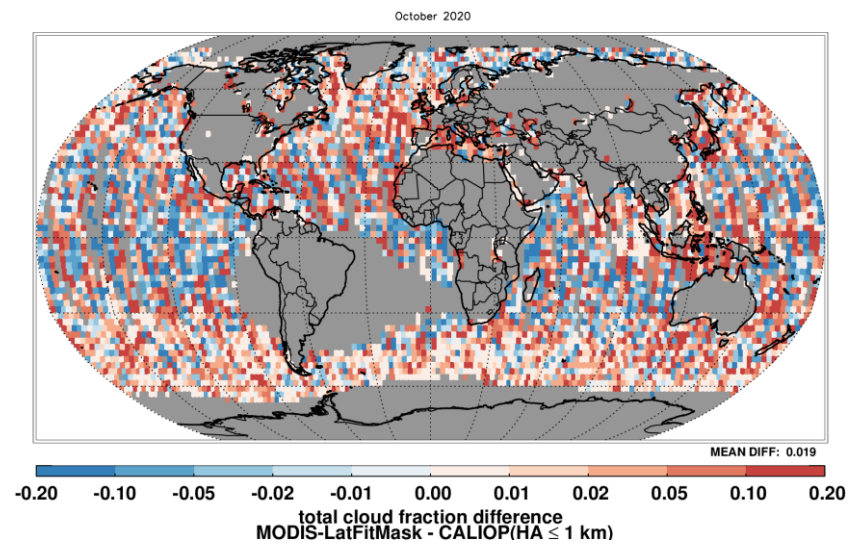 October 2020
MEAN DIFF: 0.019
-0.20 -0.10 -0.05 -0.02 -0.01 0.00 0.01 0.02 0.05 0.10 0.20
total cloud fraction difference
MODIS-LatFitMask - CALIOP(HA ≤ 1 km)